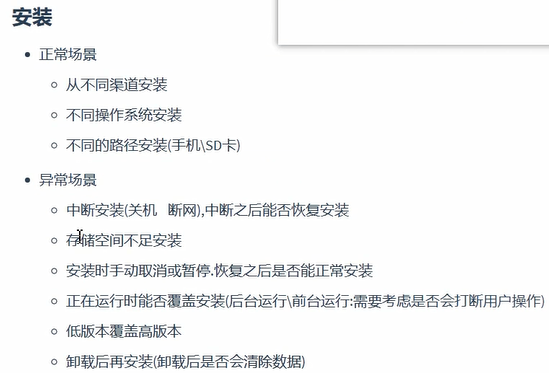 安装
正常场景
从不同渠道安装
不同操作系统安装
不同的路径安装(手机\SD卡)
异常场景
中断安装(关机 断网),中断之后能否恢复安装
存储空间不足安装
安装时手动取消或暂停.恢复之后是否能正常安装
正在运行时能否覆盖安装(后台运行\前台运行:需要考虑是否会打断用户操作)
低版本覆盖高版本
卸载后再安装(卸载后是否会清除数据)